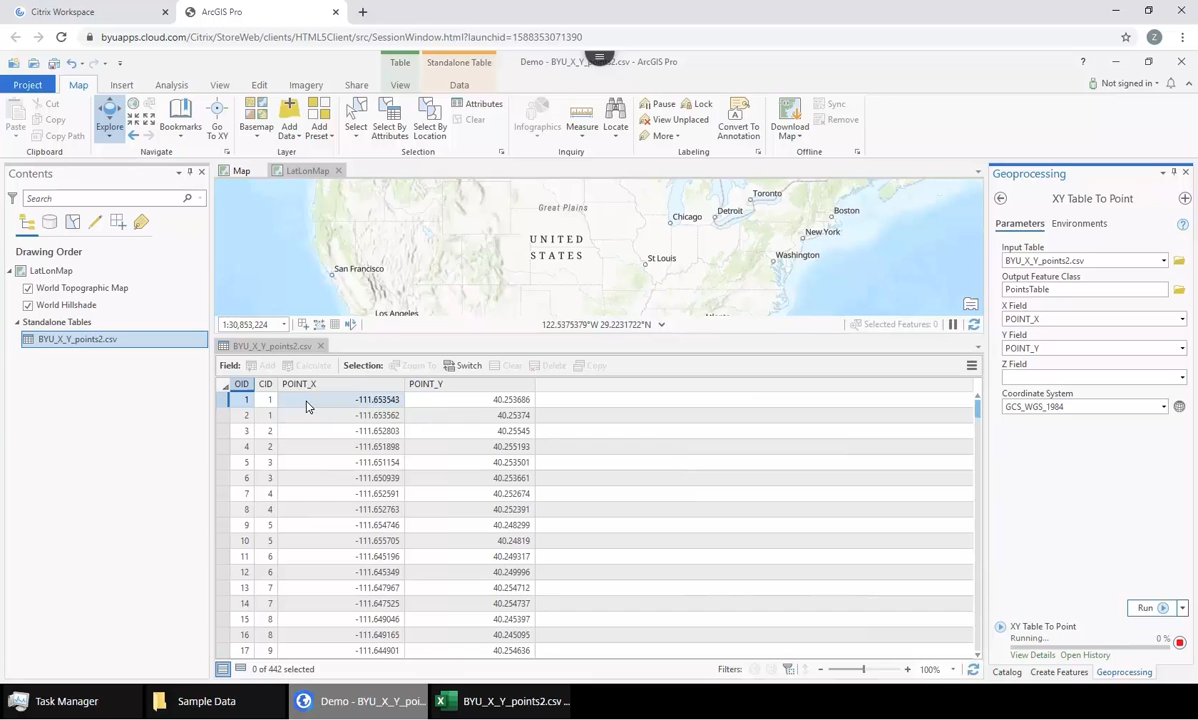 Citrix Workspace
ArcGIS Pro
byuapps.cloud.com/Citrix/StoreWeb/clients/HTML5Client/src/SessionWindow.html?launchid=1588353071390
Z
Table
Standalone Table
Demo - BYU_X_Y_points2.csv - ArcGIS Pro
Project
Map
Insert
Analysis
View
Edit
Imagery
Share
View
Data
Not signed in
Paste
Cut
Copy
Copy Path
Clipboard
Explore
Bookmarks
Go To XY
Navigate
Basemap
Add Data
Add Preset
Layer
Select
Select By Attributes
Select By Location
Attributes
Clear
Selection
Infographics
Measure
Locate
Inquiry
Pause
Lock
View Unplaced
More
Convert To Annotation
Labeling
Download Map
Sync
Remove
Offline
Contents
Search
Drawing Order
LatLonMap
World Topographic Map
World Hillshade
Standalone Tables
BYU_X_Y_points2.csv
Map
LatLonMap
Great Plains
UNITED STATES
San Francisco
Los Angeles
St Louis
Chicago
Detroit
Toronto
Boston
New York
Washington
1:30,853,224
122.5375379°W 29.2231722°N
Selected Features: 0
BYU_X_Y_points2.csv
Field: Add Calculate Selection: Zoom To Switch Clear Delete Copy
OID CID POINT_X POINT_Y
1 1 -111.653543 40.253686
2 1 -111.653562 40.25374
3 2 -111.652803 40.25545
4 2 -111.651898 40.255193
5 3 -111.651154 40.253501
6 3 -111.650939 40.253661
7 4 -111.652591 40.252674
8 4 -111.652763 40.252391
9 5 -111.654746 40.248299
10 5 -111.655705 40.24819
11 6 -111.645196 40.249317
12 6 -111.645349 40.249996
13 7 -111.647967 40.254712
14 7 -111.647525 40.254737
15 8 -111.649046 40.245397
16 8 -111.649165 40.245095
17 9 -111.644901 40.254636
0 of 442 selected
Filters:
100%
Geoprocessing
XY Table To Point
Parameters
Environments
Input Table
BYU_X_Y_points2.csv
Output Feature Class
PointsTable
X Field
POINT_X
Y Field
POINT_Y
Z Field
Coordinate System
GCS_WGS_1984
Run
XY Table To Point
Running...
0 %
View Details Open History
Catalog
Create Features
Geoprocessing
Task Manager
Sample Data
Demo - BYU_X_Y_poi...
BYU_X_Y_points2.csv ...